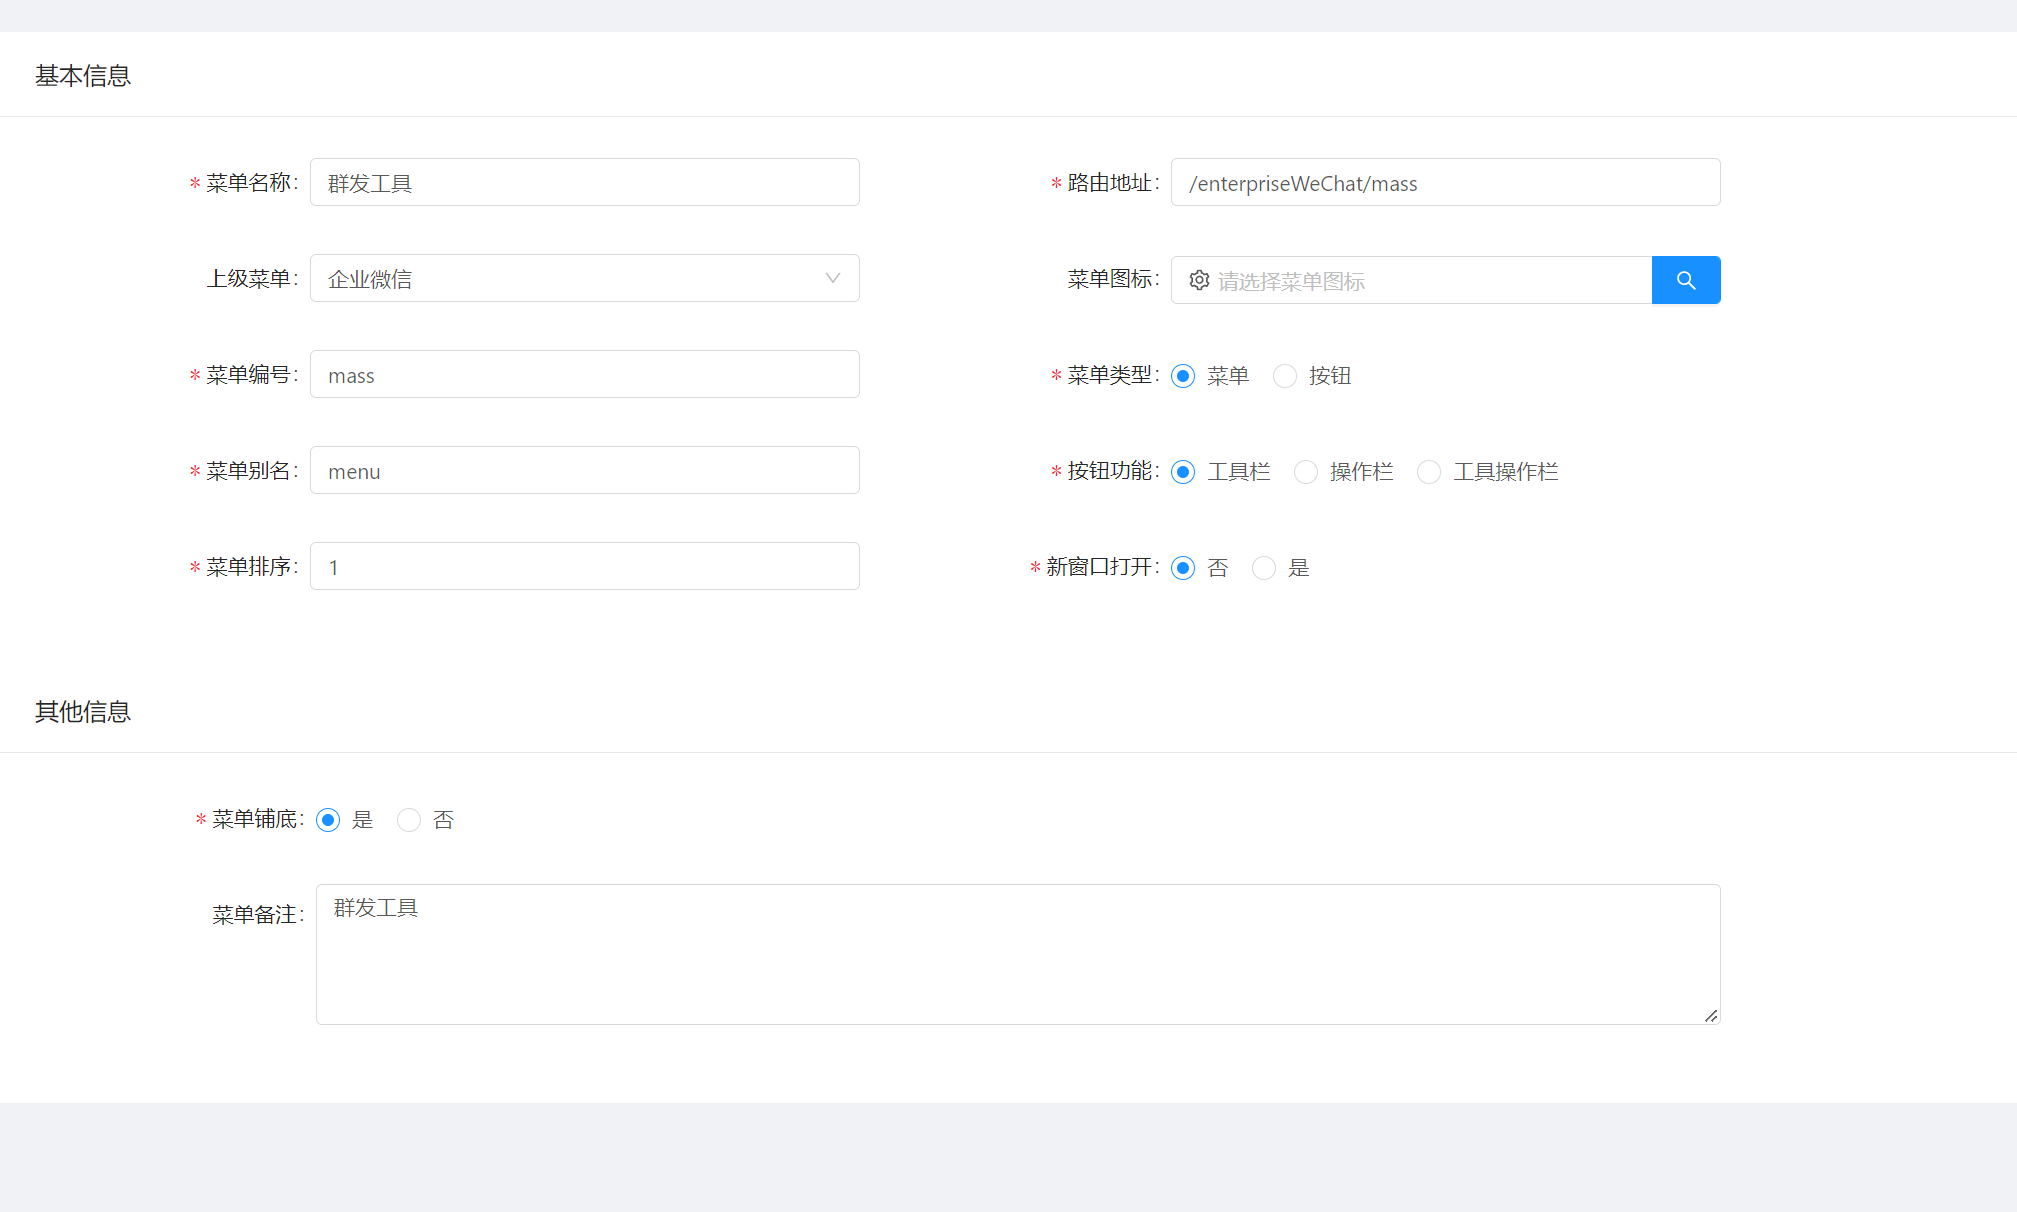 基本信息
* 菜单名称: 群发工具
* 路由地址: /enterpriseWeChat/mass
上级菜单: 企业微信
菜单图标: 请选择菜单图标
* 菜单编号: mass
* 菜单类型: 菜单 按钮
* 菜单别名: menu
* 按钮功能: 工具栏 操作栏 工具操作栏
* 菜单排序: 1
* 新窗口打开: 否 是
其他信息
* 菜单铺底: 是 否
菜单备注: 群发工具